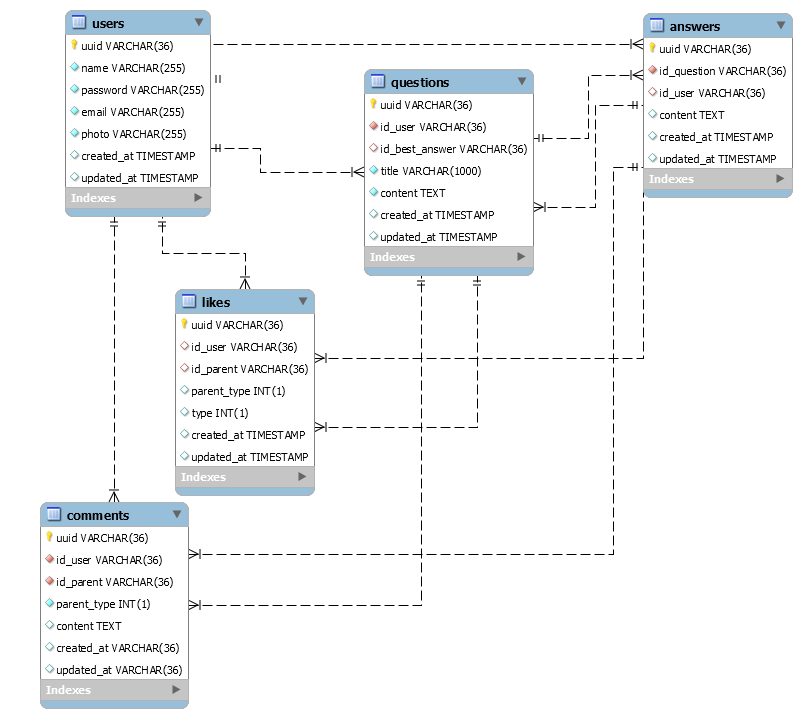 users
uuid VARCHAR(36)
name VARCHAR(255)
password VARCHAR(255)
email VARCHAR(255)
photo VARCHAR(255)
created_at TIMESTAMP
updated_at TIMESTAMP
Indexes
questions
uuid VARCHAR(36)
id_user VARCHAR(36)
id_best_answer VARCHAR(36)
title VARCHAR(1000)
content TEXT
created_at TIMESTAMP
updated_at TIMESTAMP
Indexes
answers
uuid VARCHAR(36)
id_question VARCHAR(36)
id_user VARCHAR(36)
content TEXT
created_at TIMESTAMP
updated_at TIMESTAMP
Indexes
likes
uuid VARCHAR(36)
id_user VARCHAR(36)
id_parent VARCHAR(36)
parent_type INT(1)
type INT(1)
created_at TIMESTAMP
updated_at TIMESTAMP
Indexes
comments
uuid VARCHAR(36)
id_user VARCHAR(36)
id_parent VARCHAR(36)
parent_type INT(1)
content TEXT
created_at VARCHAR(36)
updated_at VARCHAR(36)
Indexes